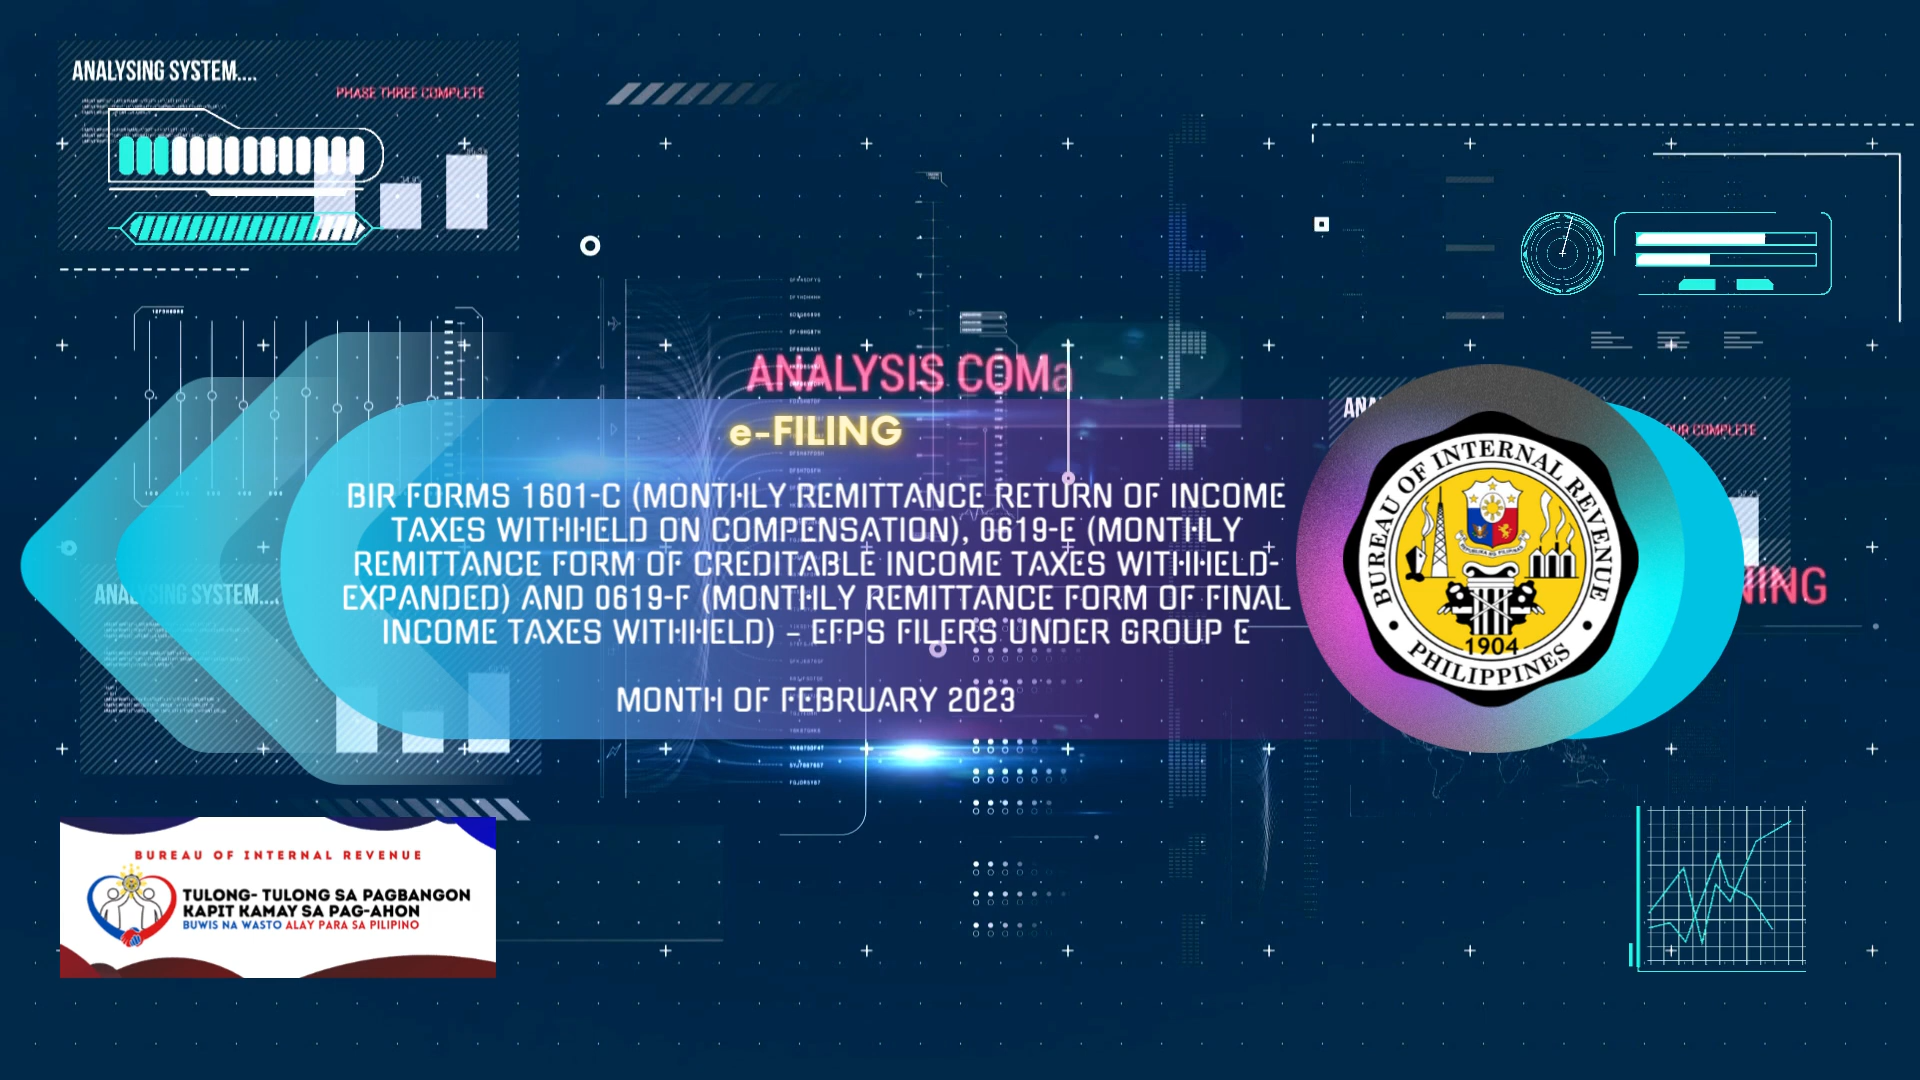 ANALYSING SYSTEM....
PHASE THREE COMPLETE
ANALYSIS COMa
e-FILING
BIR FORMS 1601-C (MONTHLY REMITTANCE RETURN OF INCOME
TAXES WITHHELD ON COMPENSATION), 0619-E (MONTHLY
REMITTANCE FORM OF CREDITABLE INCOME TAXES WITHHELD-
EXPANDED) AND 0619-F (MONTHLY REMITTANCE FORM OF FINAL
INCOME TAXES WITHHELD) – EFPS FILERS UNDER GROUP E
MONTH OF FEBRUARY 2023
ANALYSING SYSTEM....
COMPLETE
BUREAU OF INTERNAL REVENUE
1904
PHILIPPINES
BUREAU OF INTERNAL REVENUE
TULONG- TULONG SA PAGBANGON
KAPIT KAMAY SA PAG-AHON
BUWIS NA WASTO ALAY PARA SA PILIPINO